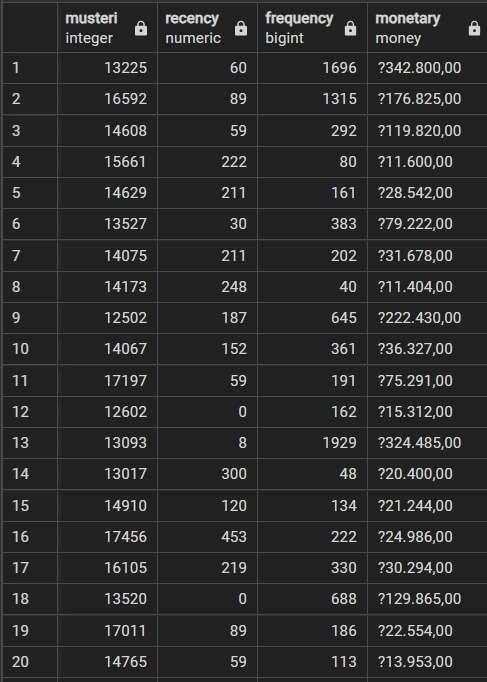 musteri recency frequency monetary
integer numeric bigint money
1 13225 60 1696 ?342.800,00
2 16592 89 1315 ?176.825,00
3 14608 59 292 ?119.820,00
4 15661 222 80 ?11.600,00
5 14629 211 161 ?28.542,00
6 13527 30 383 ?79.222,00
7 14075 211 202 ?31.678,00
8 14173 248 40 ?11.404,00
9 12502 187 645 ?222.430,00
10 14067 152 361 ?36.327,00
11 17197 59 191 ?75.291,00
12 12602 0 162 ?15.312,00
13 13093 8 1929 ?324.485,00
14 13017 300 48 ?20.400,00
15 14910 120 134 ?21.244,00
16 17456 453 222 ?24.986,00
17 16105 219 330 ?30.294,00
18 13520 0 688 ?129.865,00
19 17011 89 186 ?22.554,00
20 14765 59 113 ?13.953,00